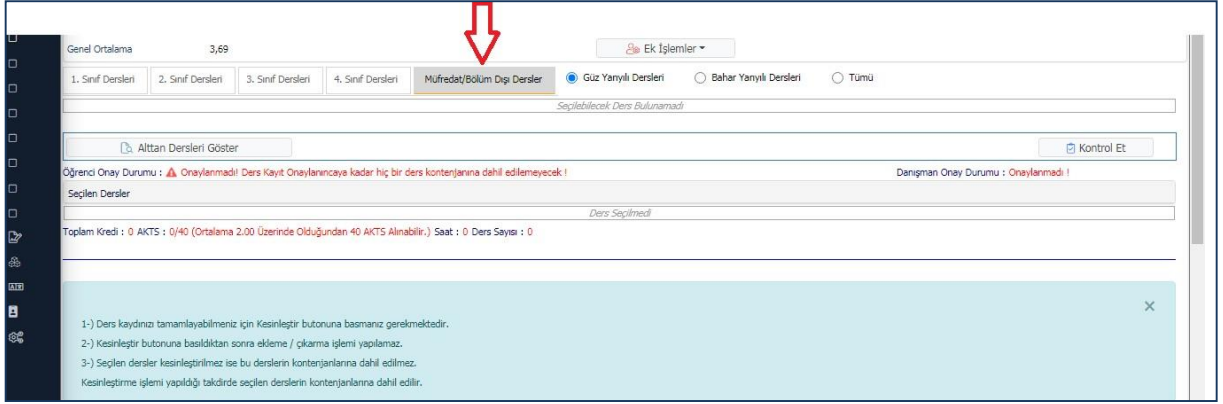 Genel Ortalama 3,69 Ek İşlemler
1. Sınıf Dersleri 2. Sınıf Dersleri 3. Sınıf Dersleri 4. Sınıf Dersleri Müfredat/Bölüm Dışı Dersler Güz Yarıyılı Dersleri Bahar Yarıyılı Dersleri Tümü
Seçilebilecek Ders Bulunamadı
Alttan Dersleri Göster Kontrol Et
Öğrenci Onay Durumu : Onaylanmadı! Ders Kayıt Onaylanıncaya kadar hiç bir ders kontenjanına dahil edilemeyecek ! Danışman Onay Durumu : Onaylanmadı !
Seçilen Dersler
Ders Seçilmedi
Toplam Kredi : 0 AKTS : 0/40 (Ortalama 2.00 Üzerinde Olduğundan 40 AKTS Alınabilir.) Saat : 0 Ders Sayısı : 0
1-) Ders kaydınızı tamamlayabilmeniz için Kesinleştir butonuna basmanız gerekmektedir.
2-) Kesinleştir butonuna basıldıktan sonra ekleme / çıkarma işlemi yapılamaz.
3-) Seçilen dersler kesinleştirilmez ise bu derslerin kontenjanlarına dahil edilmez.
Kesinleştirme işlemi yapıldığı takdirde seçilen derslerin kontenjanlarına dahil edilir.